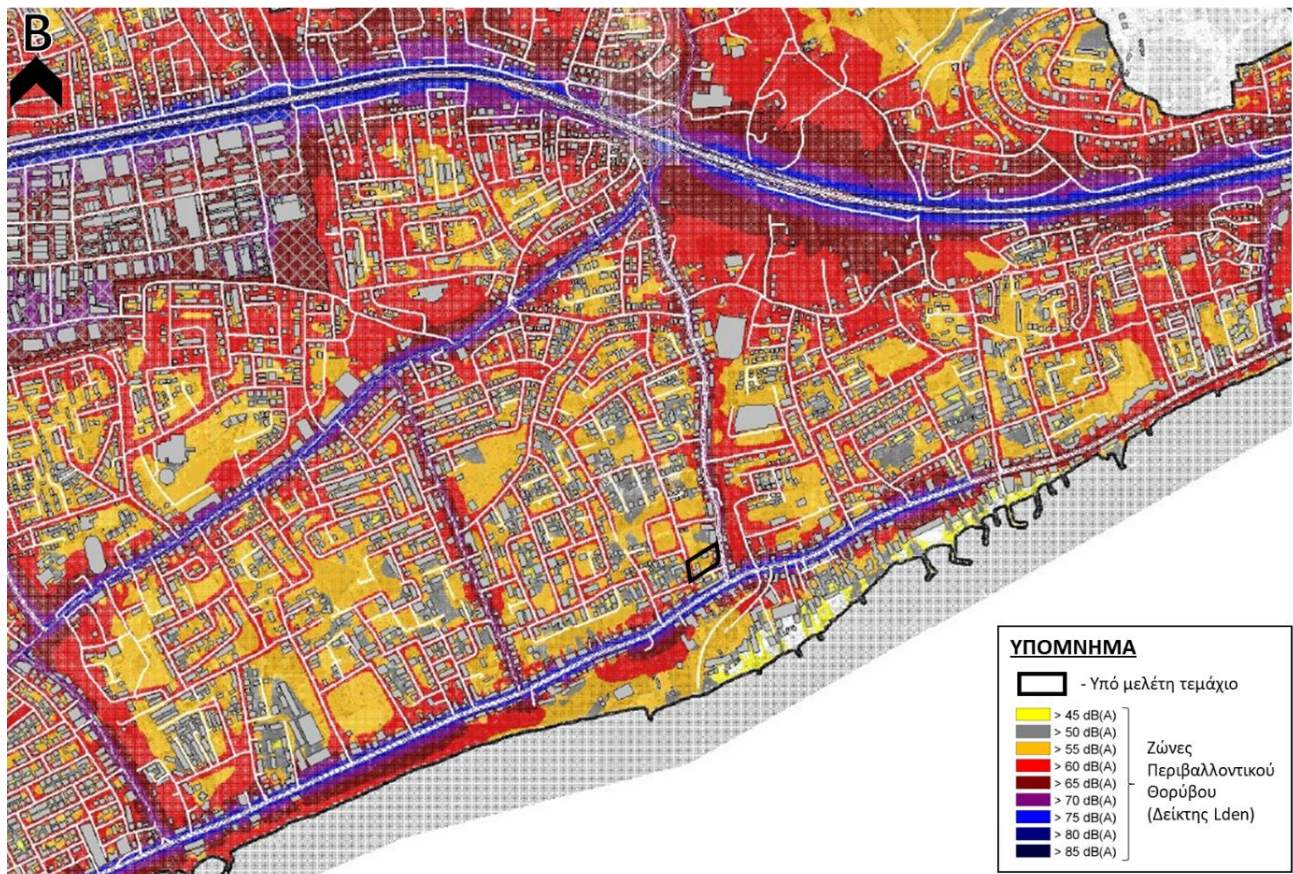 Β
ΥΠΟΜΝΗΜΑ
- Υπό μελέτη τεμάχιο
> 45 dB(A)
> 50 dB(A)
> 55 dB(A)
> 60 dB(A)
> 65 dB(A)
> 70 dB(A)
> 75 dB(A)
> 80 dB(A)
> 85 dB(A)
Ζώνες
Περιβαλλοντικού
Θορύβου
(Δείκτης Lden)